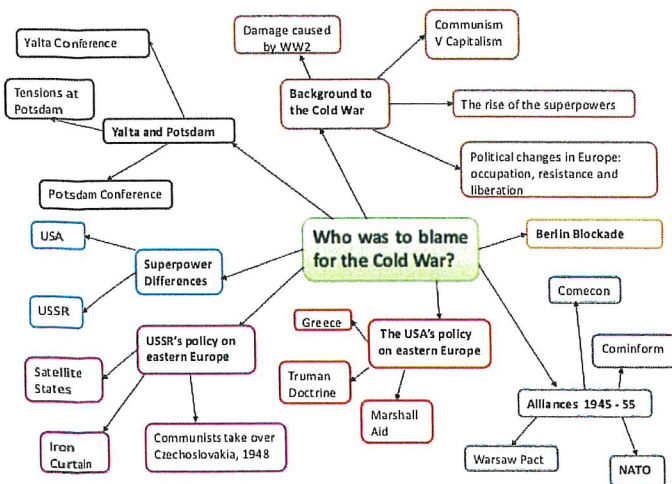 Yalta Conference
Tensions at
Potsdam
Yalta and Potsdam
Potsdam Conference
Damage caused
by WW2
Communism
V Capitalism
Background to
the Cold War
The rise of the superpowers
Political changes in Europe:
occupation, resistance and
liberation
Who was to blame
for the Cold War?
Berlin Blockade
USA
Superpower
Differences
USSR
USSR's policy on
eastern Europe
Satellite
States
Iron
Curtain
Communists take over
Czechoslovakia, 1948
Greece
The USA's policy
on eastern Europe
Truman
Doctrine
Marshall
Aid
Comecon
Cominform
Alliances 1945 - 55
Warsaw Pact
NATO